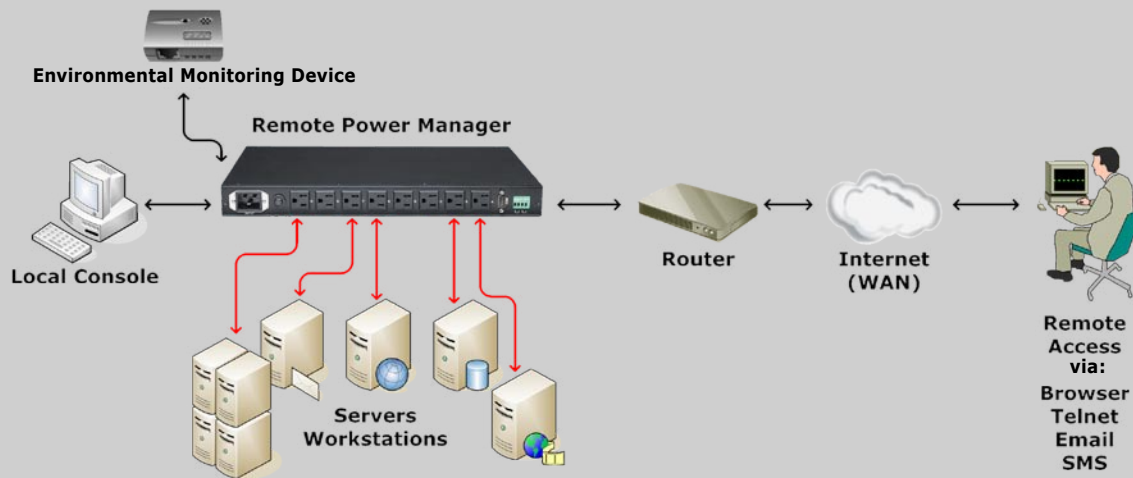 Environmental Monitoring Device
Remote Power Manager
Local Console
Router
Internet
(WAN)
Servers
Workstations
Remote
Access
via:
Browser
Telnet
Email
SMS